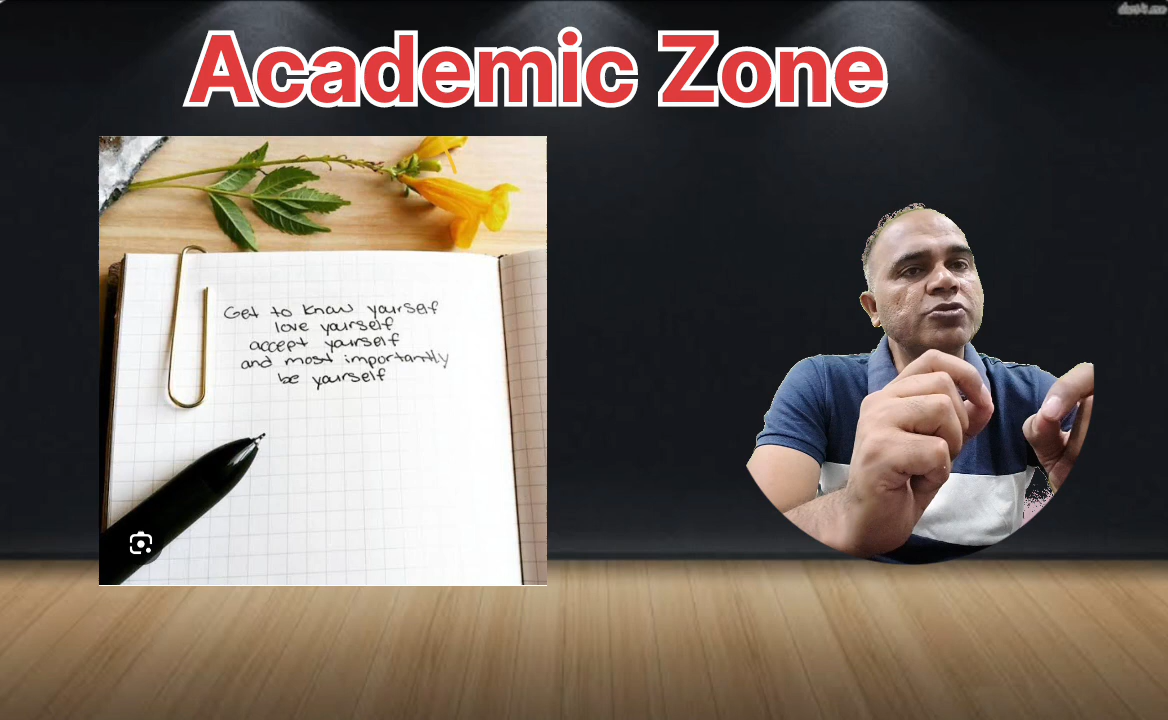 Academic Zone
Get to know yourself
love yourself
accept yourself
and most importantly
be yourself